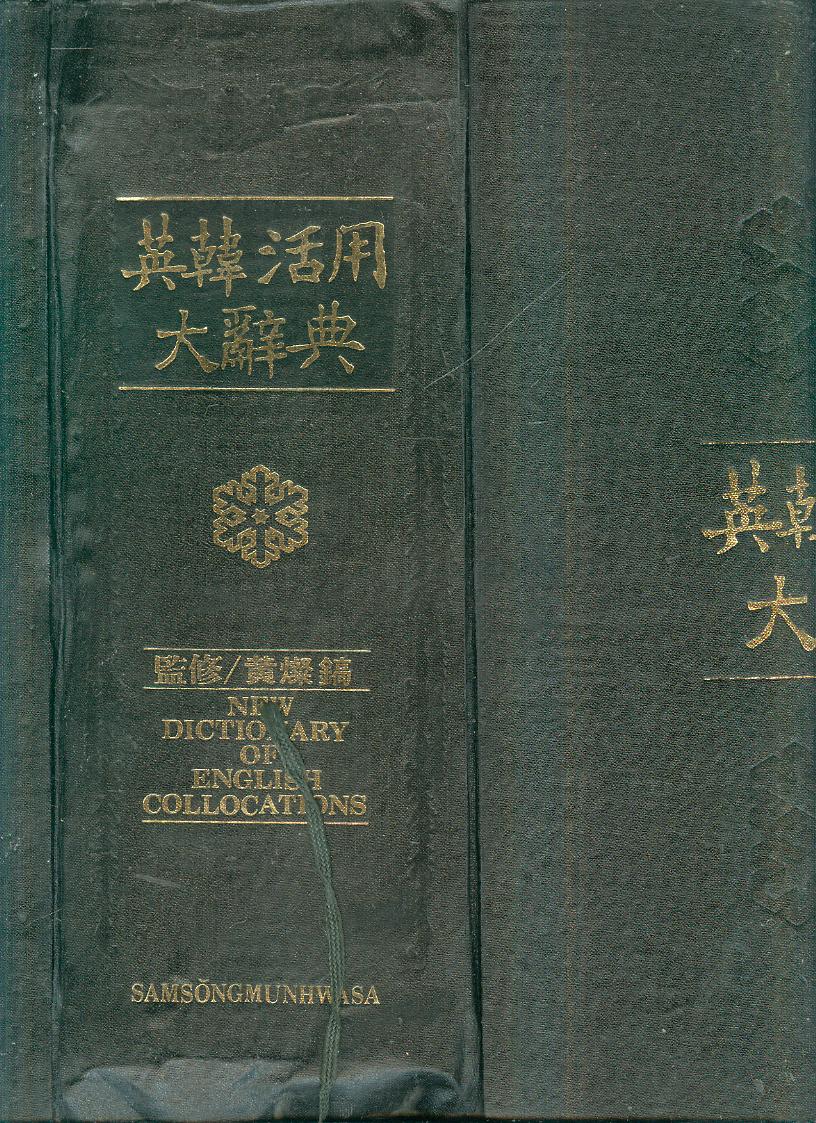 英韓活用
大辭典
監修/黃燦鎬
NEW
DICTIONARY
OF
ENGLISH
COLLOCATIONS
SAMSŎNGMUNHWASA
英韓
大